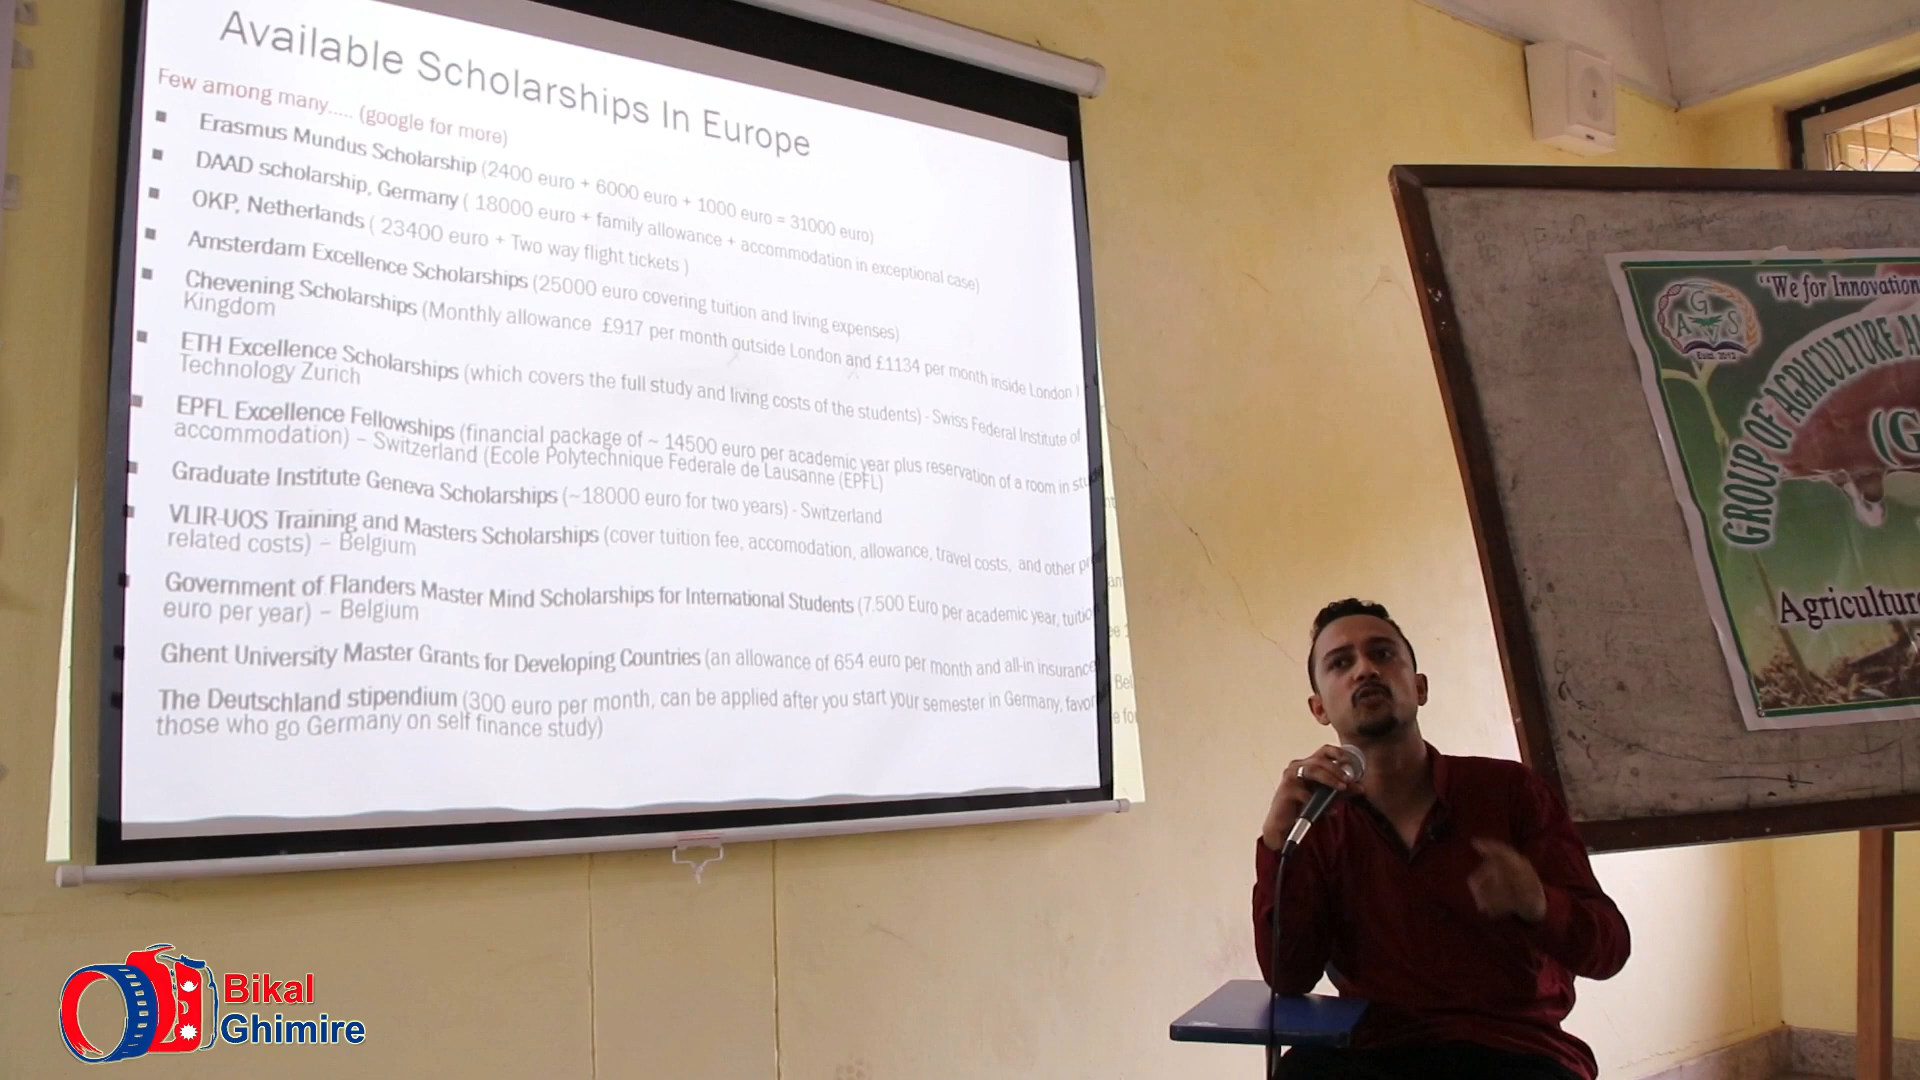 Available Scholarships In Europe
Few among many..... (google for more)
Erasmus Mundus Scholarship (2400 euro + 6000 euro + 1000 euro = 31000 euro)
DAAD scholarship, Germany ( 18000 euro + family allowance + accommodation in exceptional case)
OKP, Netherlands ( 23400 euro + Two way flight tickets )
Amsterdam Excellence Scholarships (25000 euro covering tuition and living expenses)
Chevening Scholarships (Monthly allowance £917 per month outside London and £1134 per month inside London )
Kingdom
ETH Excellence Scholarships (which covers the full study and living costs of the students) - Swiss Federal Institute of
Technology Zurich
EPFL Excellence Fellowships (financial package of ~ 14500 euro per academic year plus reservation of a room in
accommodation) – Switzerland (Ecole Polytechnique Federale de Lausanne (EPFL)
Graduate Institute Geneva Scholarships (~18000 euro for two years) - Switzerland
VLIR-UOS Training and Masters Scholarships (cover tuition fee, accomodation, allowance, travel costs, and other
related costs) – Belgium
Government of Flanders Master Mind Scholarships for International Students (7,500 Euro per academic year, tuition
euro per year) – Belgium
Ghent University Master Grants for Developing Countries (an allowance of 654 euro per month and all-in insurance
The Deutschland stipendium (300 euro per month, can be applied after you start your semester in Germany, favor
those who go Germany on self finance study)
"We for Innovation
AGS
Estd. 2012
GROUP OF AGRICULTURE
(G
Agriculture
Bikal
Ghimire